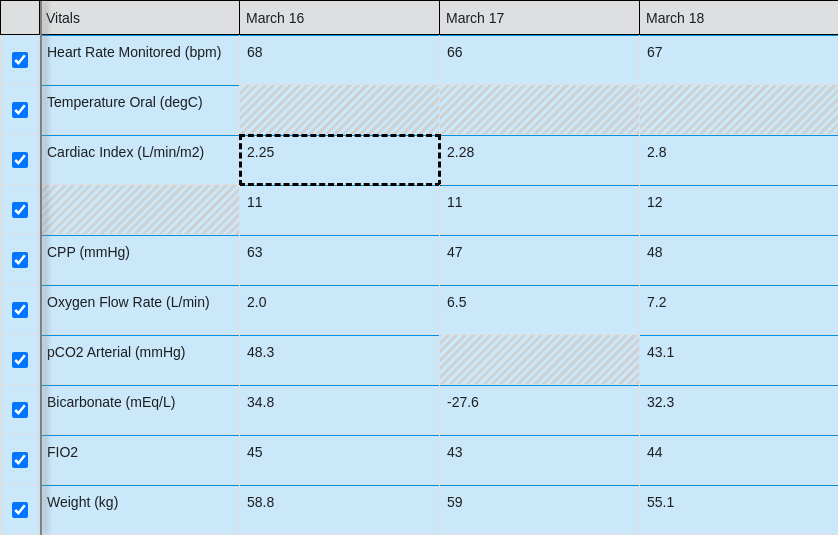 Vitals March 16 March 17 March 18
Heart Rate Monitored (bpm) 68 66 67
Temperature Oral (degC)
Cardiac Index (L/min/m2) 2.25 2.28 2.8
11 11 12
CPP (mmHg) 63 47 48
Oxygen Flow Rate (L/min) 2.0 6.5 7.2
pCO2 Arterial (mmHg) 48.3 43.1
Bicarbonate (mEq/L) 34.8 -27.6 32.3
FIO2 45 43 44
Weight (kg) 58.8 59 55.1